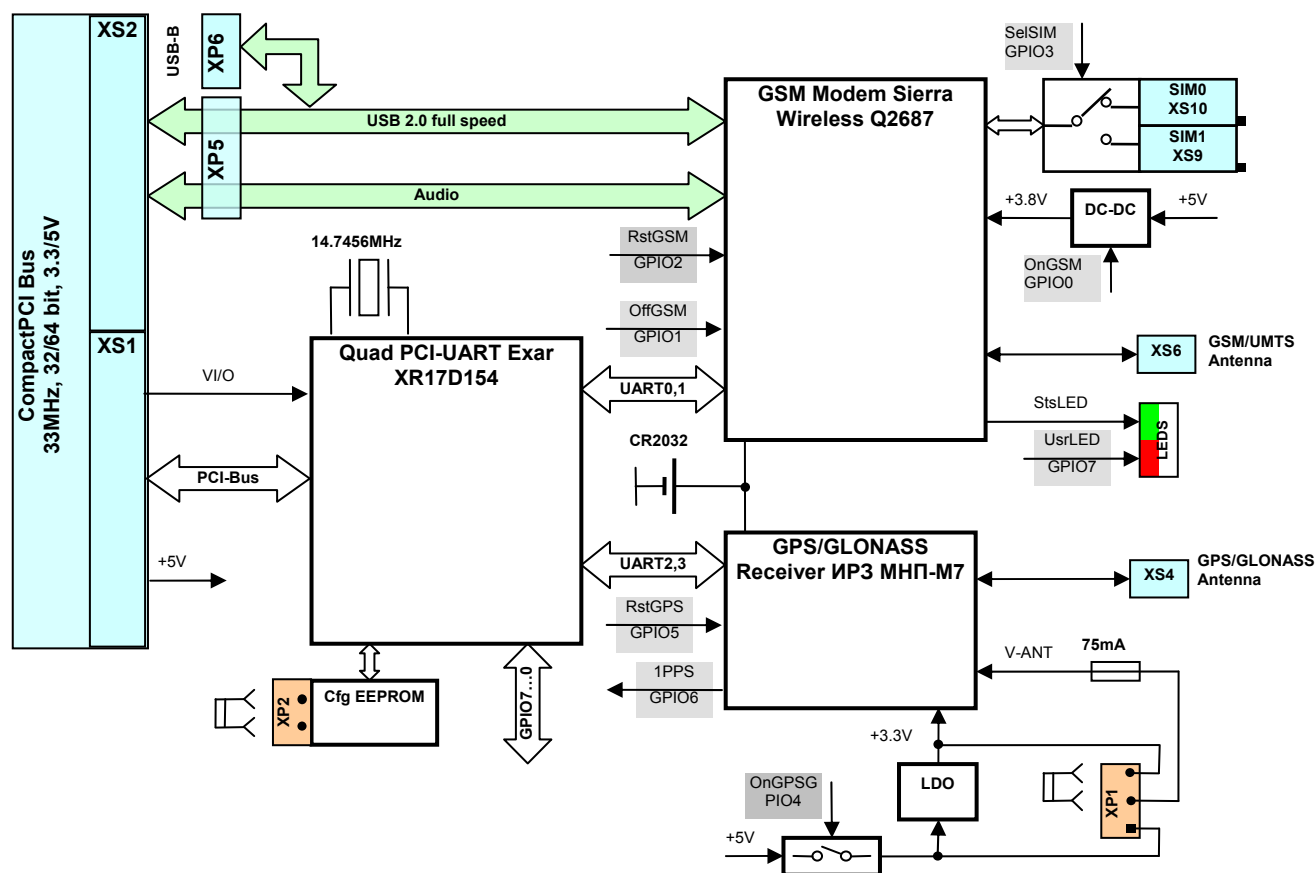 XS2
USB-B
XP6
XP5
CompactPCI Bus
33MHz, 32/64 bit, 3.3/5V
XS1
USB 2.0 full speed
Audio
GSM Modem Sierra
Wireless Q2687
SelSIM
GPIO3
SIM0
XS10
SIM1
XS9
+3.8V
DC-DC
+5V
OnGSM
GPIO0
14.7456MHz
RstGSM
GPIO2
OffGSM
GPIO1
Quad PCI-UART Exar
XR17D154
VI/O
UART0,1
XS6
GSM/UMTS
Antenna
StsLED
UsrLED
GPIO7
LEDS
CR2032
PCI-Bus
+5V
UART2,3
GPS/GLONASS
Receiver ИРЗ МНП-М7
XS4
GPS/GLONASS
Antenna
RstGPS
GPIO5
1PPS
GPIO6
V-ANT
75mA
XP2
Cfg EEPROM
GPIO7...0
+3.3V
LDO
XP1
OnGPSG
PIO4
+5V